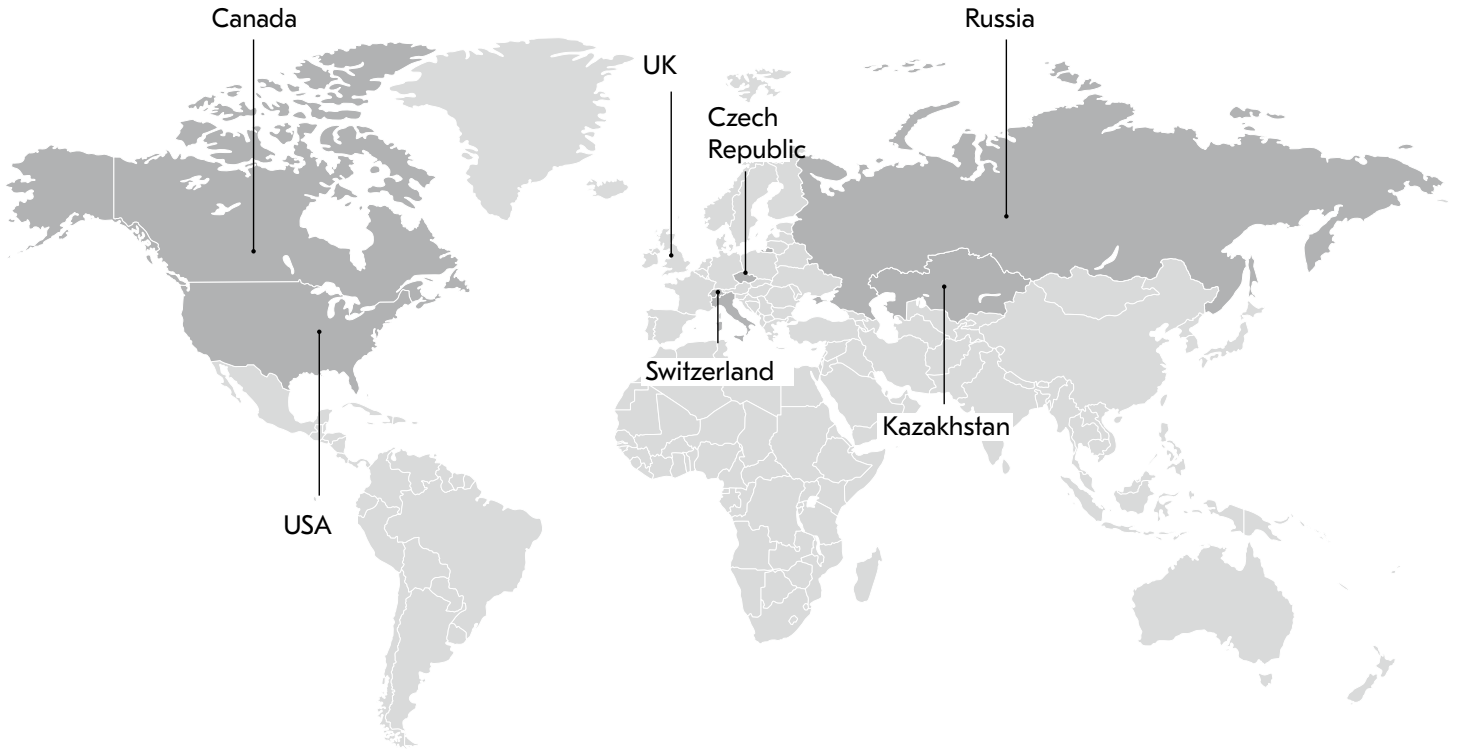 Canada
Russia
UK
Czech
Republic
Switzerland
Kazakhstan
USA